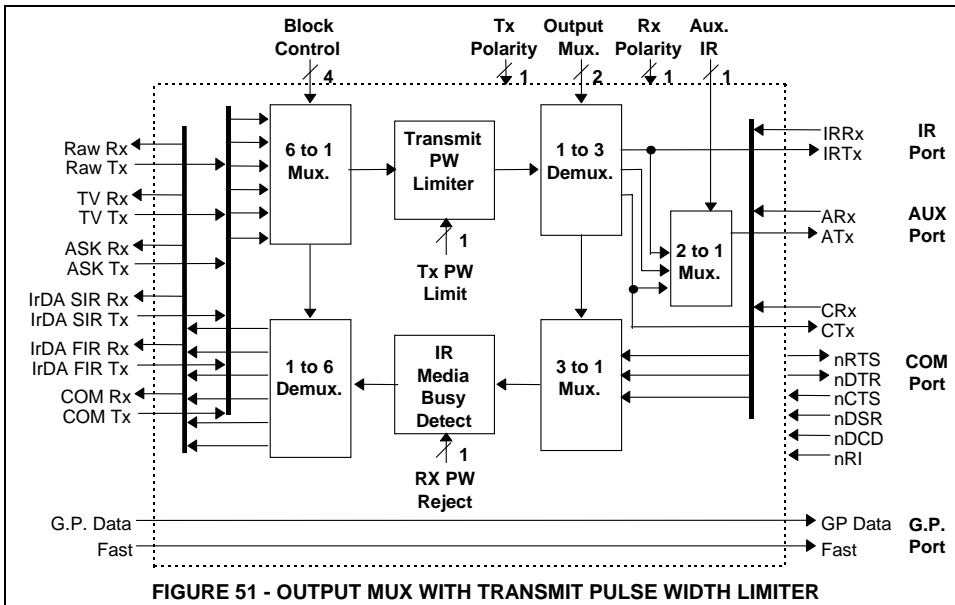 Block
Control
4
Tx
Polarity
1
Output
Mux.
2
Rx
Polarity
1
Aux.
IR
1
Raw Rx
Raw Tx
TV Rx
TV Tx
ASK Rx
ASK Tx
IrDA SIR Rx
IrDA SIR Tx
IrDA FIR Rx
IrDA FIR Tx
COM Rx
COM Tx
6 to 1
Mux.
Transmit
PW
Limiter
1
Tx PW
Limit
1 to 3
Demux.
2 to 1
Mux.
1 to 6
Demux.
IR
Media
Busy
Detect
1
RX PW
Reject
3 to 1
Mux.
IRRx
IRTx
IR
Port
ARx
ATx
AUX
Port
CRx
CTx
nRTS
nDTR
nCTS
nDSR
nDCD
nRI
COM
Port
G.P. Data
Fast
GP Data
Fast
G.P.
Port
FIGURE 51 - OUTPUT MUX WITH TRANSMIT PULSE WIDTH LIMITER